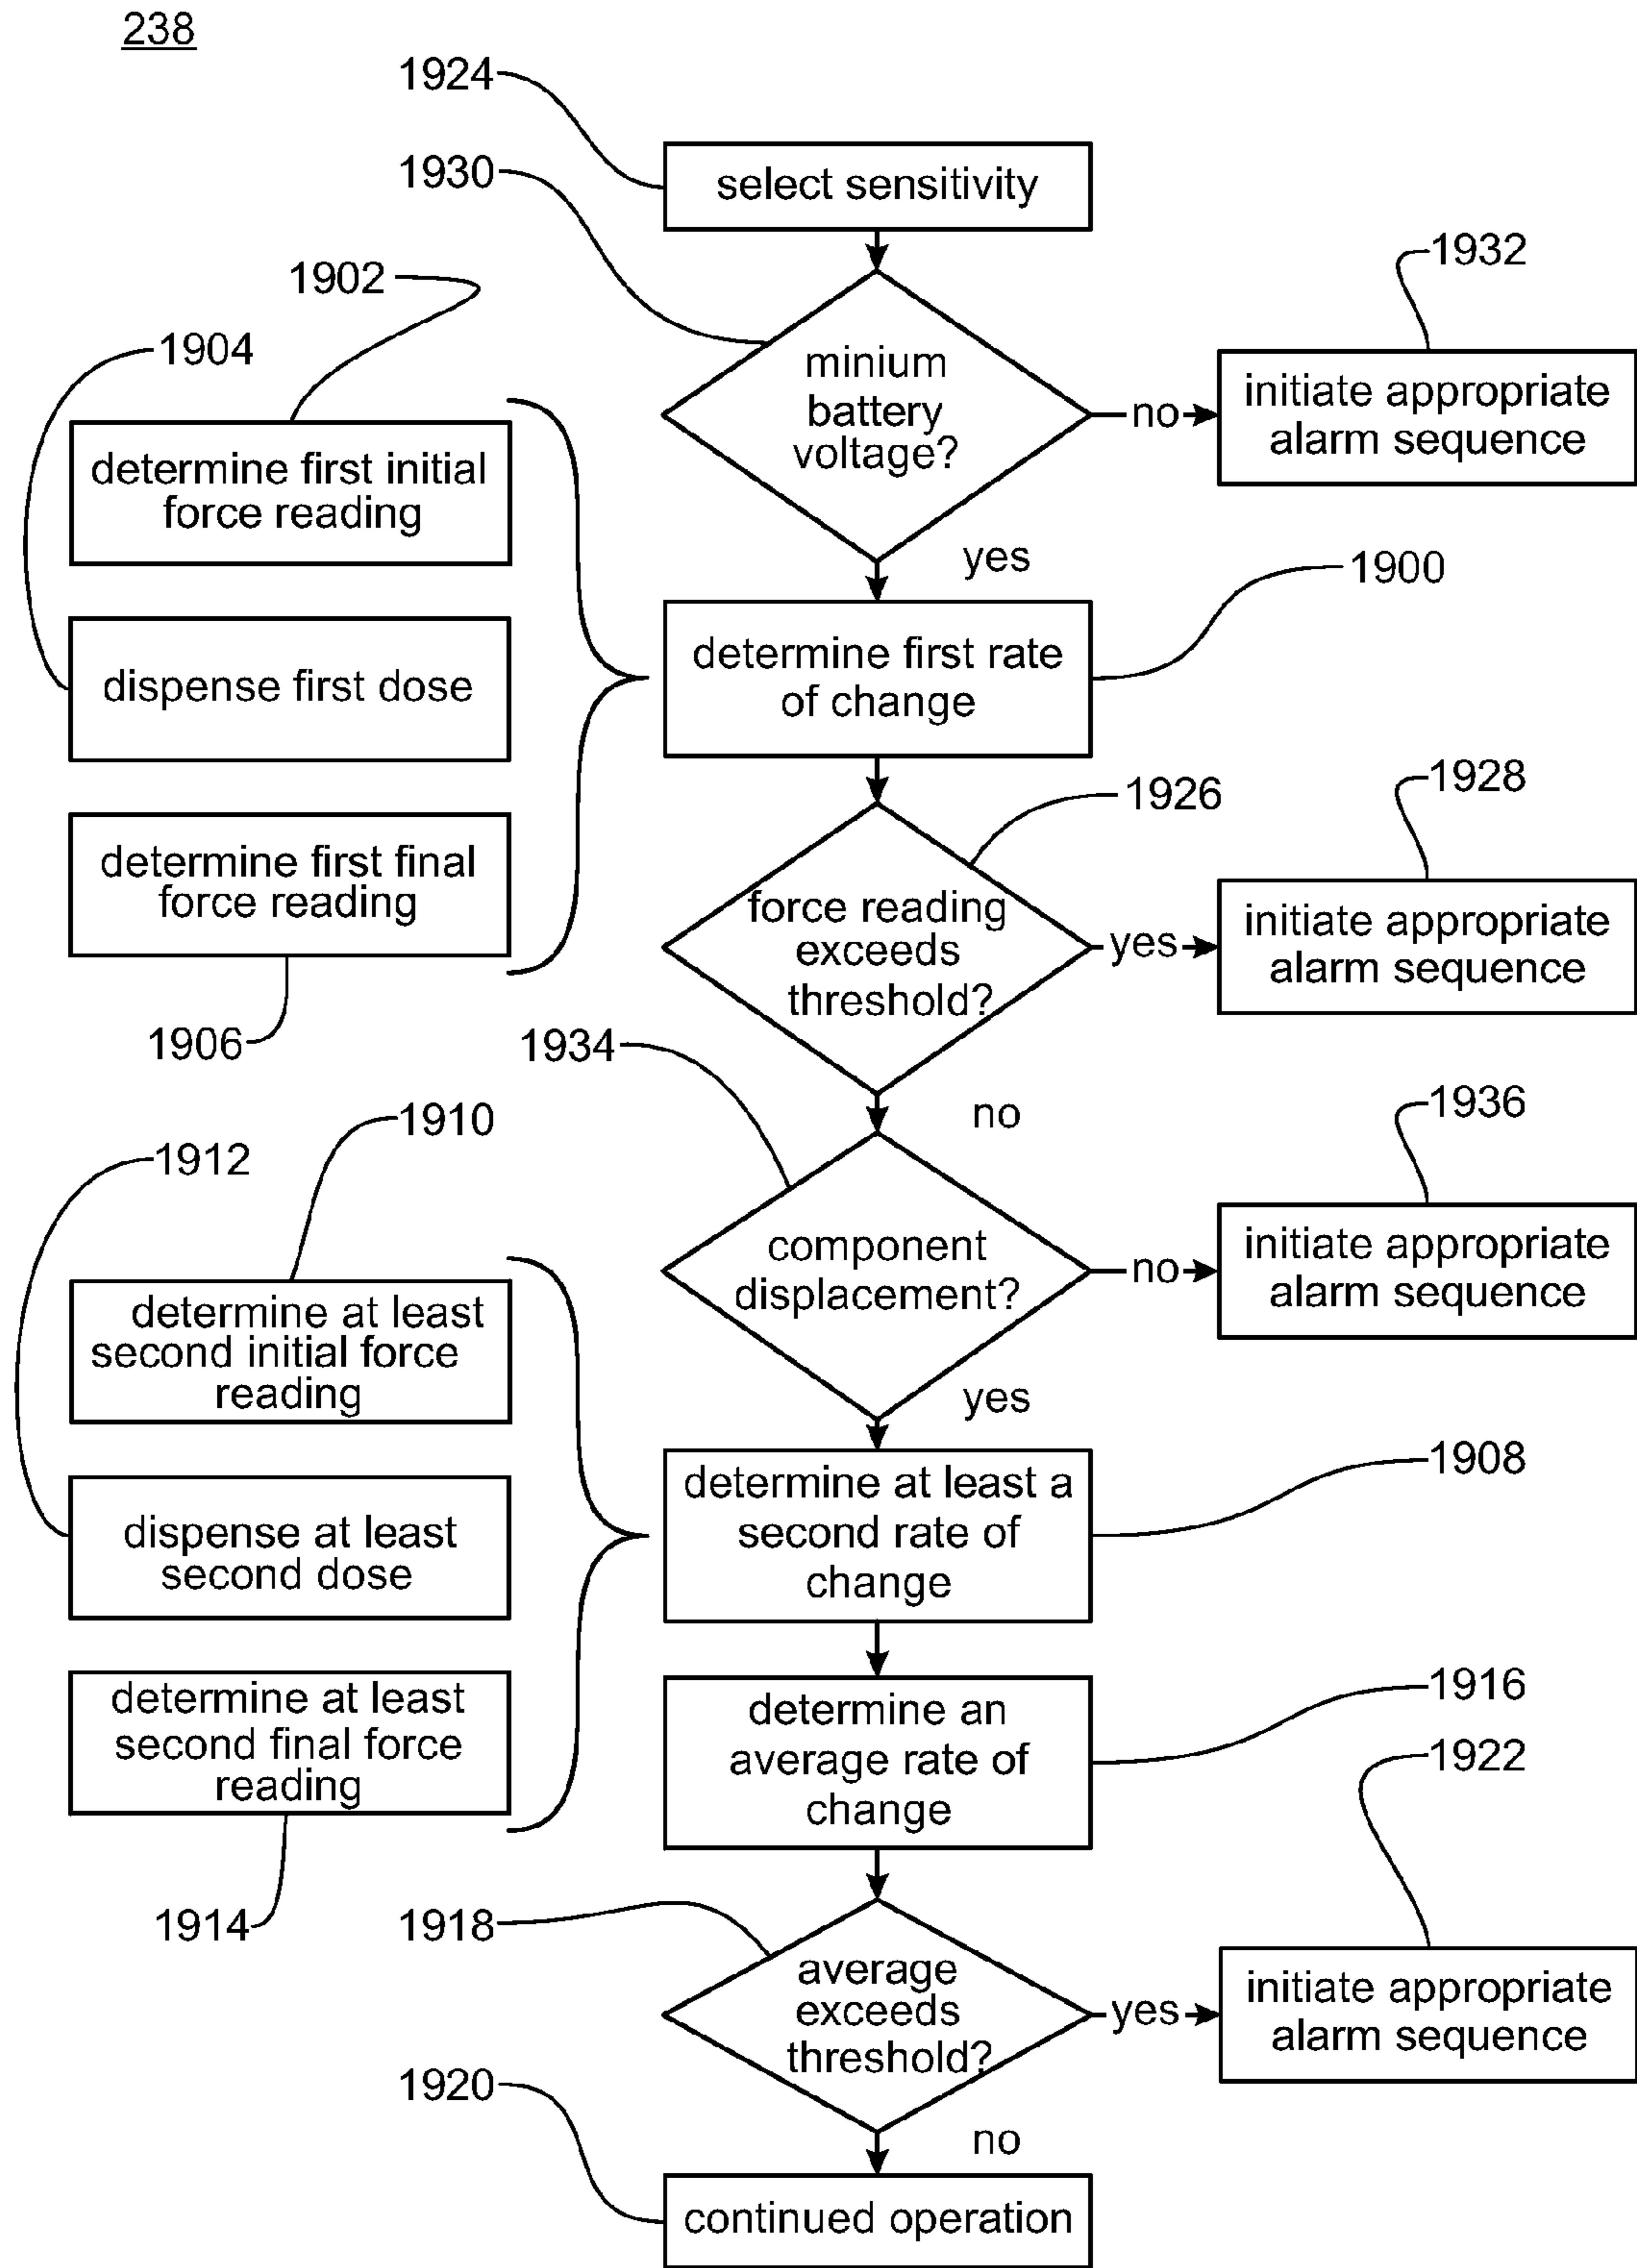 238
1924
1930
select sensitivity
1932
1902
1904
minium
battery
voltage?
no
initiate appropriate
alarm sequence
determine first initial
force reading
yes
1900
dispense first dose
determine first rate
of change
1928
1926
determine first final
force reading
force reading
exceeds
threshold?
yes
initiate appropriate
alarm sequence
1906
1934
no
1936
1910
1912
component
displacement?
no
initiate appropriate
alarm sequence
determine at least
second initial force
reading
yes
1908
determine at least a
second rate of
change
dispense at least
second dose
1916
determine at least
second final force
reading
determine an
average rate of
change
1922
1914
1918
average
exceeds
threshold?
yes
initiate appropriate
alarm sequence
1920
no
continued operation